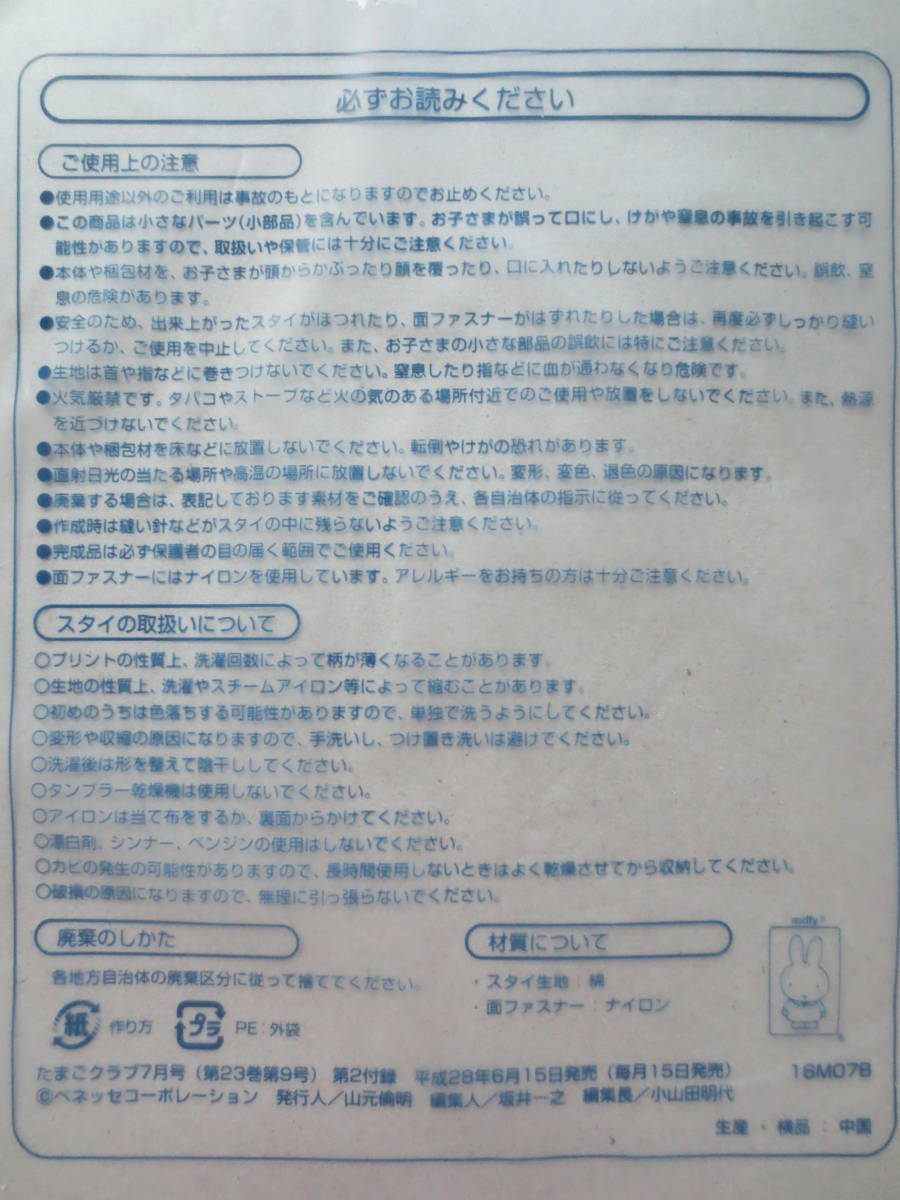 必ずお読みください
ご使用上の注意
●使用用途以外のご利用は事故のもとになりますのでお止めください。
●この商品は小さなパーツ(小部品)を含んでいます。お子さまが誤って口にし、けがや窒息の事故を引き起こす可
能性がありますので、取扱いや保管には十分にご注意ください。
●本体や梱包材を、お子さまが頭からかぶったり顔を覆ったり、口に入れたりしないようご注意ください。誤飲、窒
息の危険があります。
●安全のため、出来上がったスタイがほつれたり、面ファスナーがはずれたりした場合は、再度必ずしっかり縫い
つけるか、ご使用を中止してください。また、お子さまの小さな部品の誤飲には特にご注意ください。
●生地は首や指などに巻きつけないでください。窒息したり指などに血が通わなくなり危険です。
●火気厳禁です。タバコやストーブなど火の気のある場所付近でのご使用や放置をしないでください。また、熱源
を近づけないでください。
●本体や梱包材を床などに放置しないでください。転倒やけがの恐れがあります。
●直射日光の当たる場所や高温の場所に放置しないでください。変形、変色、退色の原因になります。
●廃棄する場合は、表記しております素材をご確認のうえ、各自治体の指示に従ってください。
●作成時は縫い針などがスタイの中に残らないようご注意ください。
●完成品は必ず保護者の目の届く範囲でご使用ください。
●面ファスナーにはナイロンを使用しています。アレルギーをお持ちの方は十分ご注意ください。
スタイの取扱いについて
○プリントの性質上、洗濯回数によって柄が薄くなることがあります。
○生地の性質上、洗濯やスチームアイロン等によって縮むことがあります。
○初めのうちは色落ちする可能性がありますので、単独で洗うようにしてください。
○変形や収縮の原因になりますので、手洗いし、つけ置き洗いは避けてください。
○洗濯後は形を整えて陰干ししてください。
○タンブラー乾燥機は使用しないでください。
○アイロンは当て布をするか、裏面からかけてください。
○漂白剤、シンナー、ベンジンの使用はしないでください。
○カビの発生の可能性がありますので、長時間使用しないときはよく乾燥させてから収納してください。
○破損の原因になりますので、無理に引っ張らないでください。
廃棄のしかた
各地方自治体の廃棄区分に従って捨ててください。
紙 作り方 プラ PE:外袋
材質について
・スタイ生地:綿
・面ファスナー:ナイロン
miffy®
たまごクラブ7月号(第23巻第9号) 第2付録 平成28年6月15日発売(毎月15日発売) 16M078
©ベネッセコーポレーション 発行人/山元倫明 編集人/坂井一之 編集長/小山田明代
生産・検品:中国